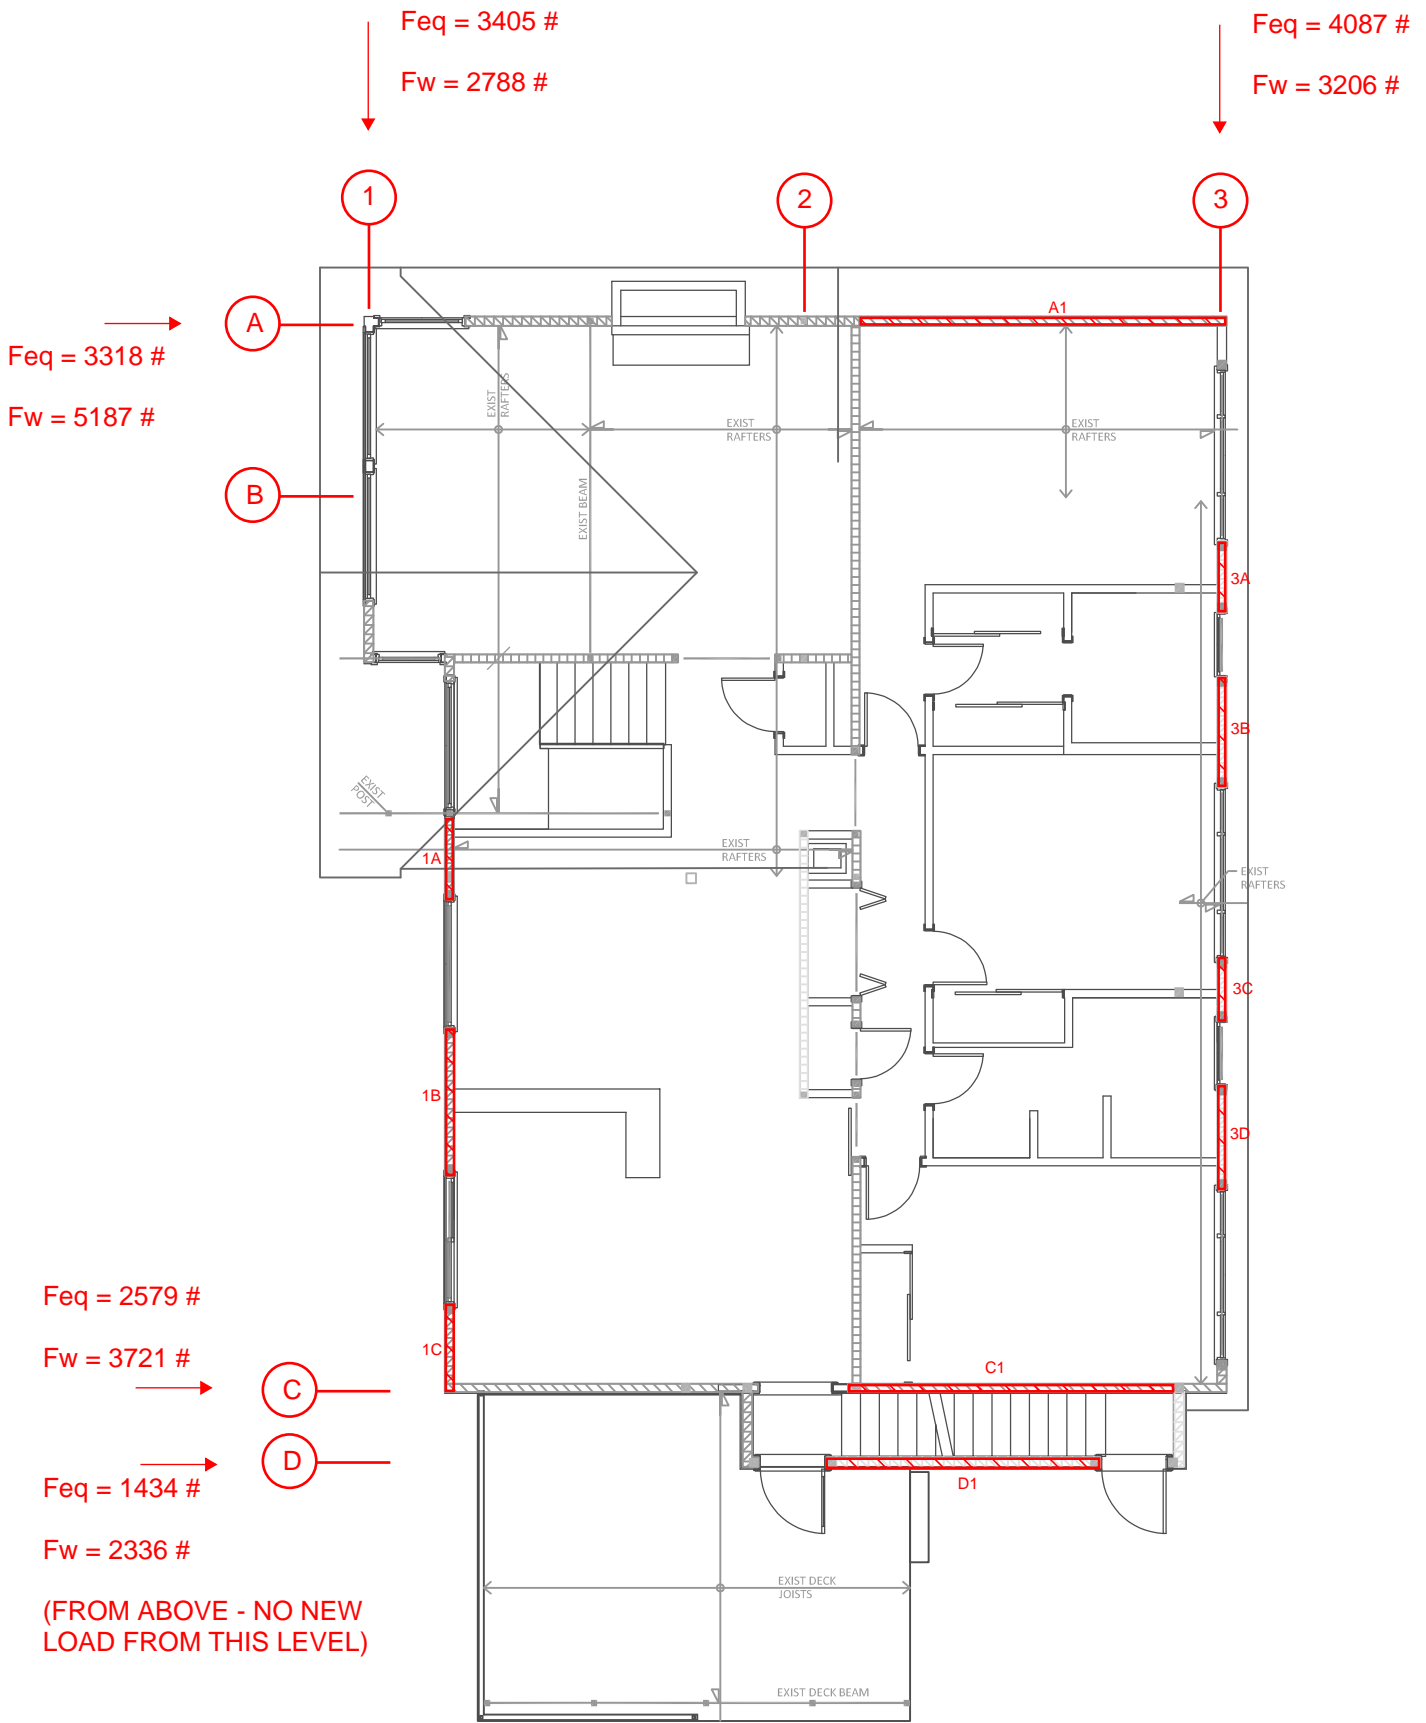 Feq = 3405 #
Fw = 2788 #
Feq = 4087 #
Fw = 3206 #
1
2
3
A
Feq = 3318 #
Fw = 5187 #
A1
EXIST
RAFTERS
EXIST
RAFTERS
EXIST
RAFTERS
B
EXIST BEAM
3A
3B
EXIST
POST
1A
EXIST
RAFTERS
EXIST
RAFTERS
3C
1B
3D
Feq = 2579 #
Fw = 3721 #
1C
C
C1
D
Feq = 1434 #
D1
Fw = 2336 #
(FROM ABOVE - NO NEW
LOAD FROM THIS LEVEL)
EXIST DECK
JOISTS
EXIST DECK BEAM